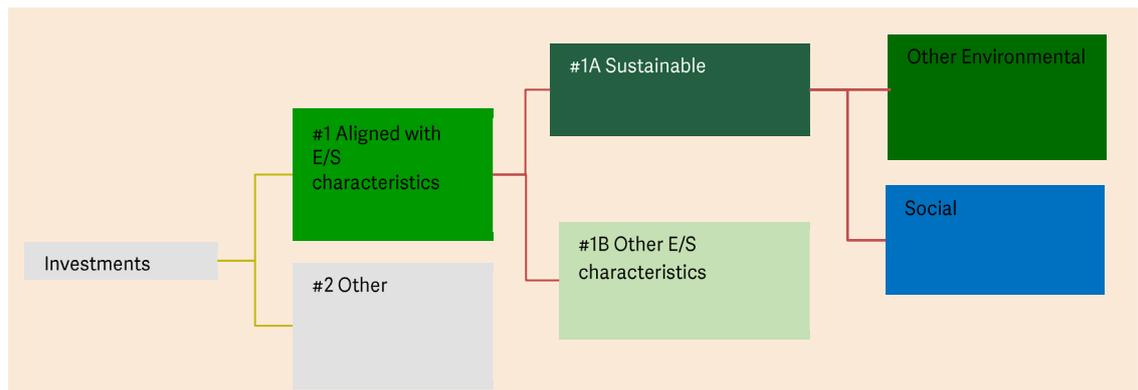 #1A Sustainable
Other Environmental
#1 Aligned with
E/S
characteristics
Social
#1B Other E/S
characteristics
Investments
#2 Other